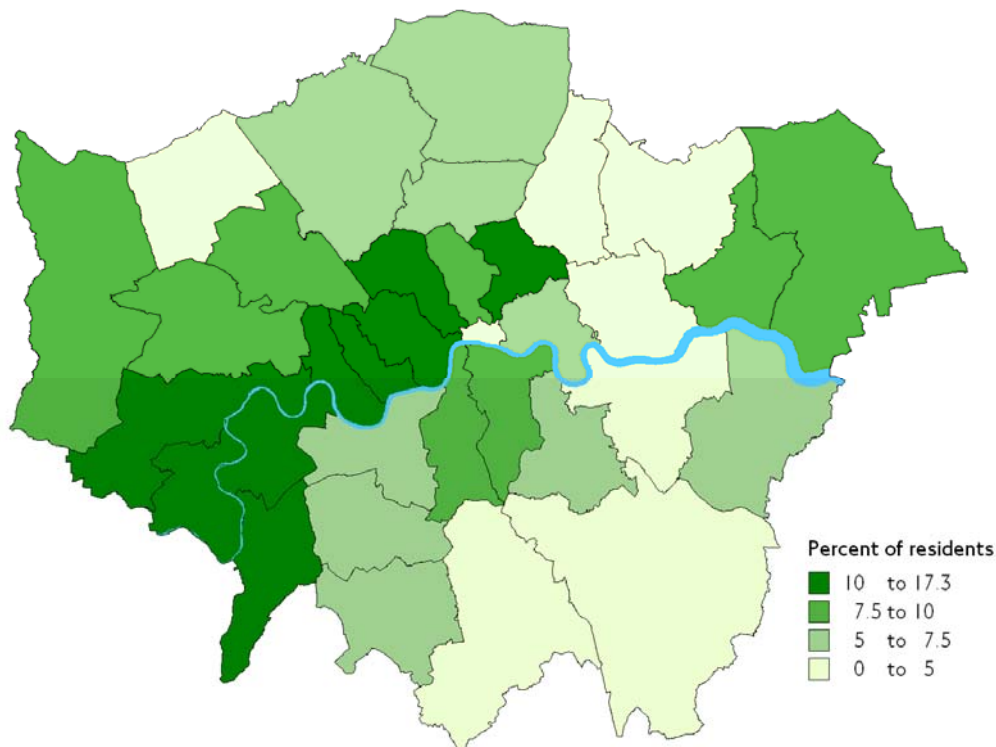 Percent of residents
10 to 17.3
7.5 to 10
5 to 7.5
0 to 5